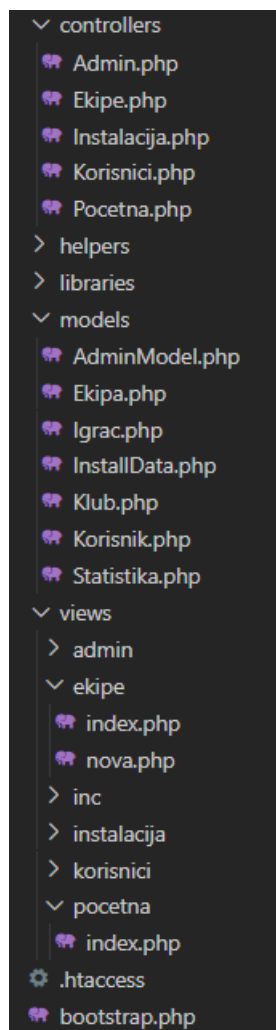 controllers
Admin.php
Ekipe.php
Instalacija.php
Korisnici.php
Pocetna.php
helpers
libraries
models
AdminModel.php
Ekipa.php
Igrac.php
InstallData.php
Klub.php
Korisnik.php
Statistika.php
views
admin
ekipe
index.php
nova.php
inc
instalacija
korisnici
pocetna
index.php
.htaccess
bootstrap.php